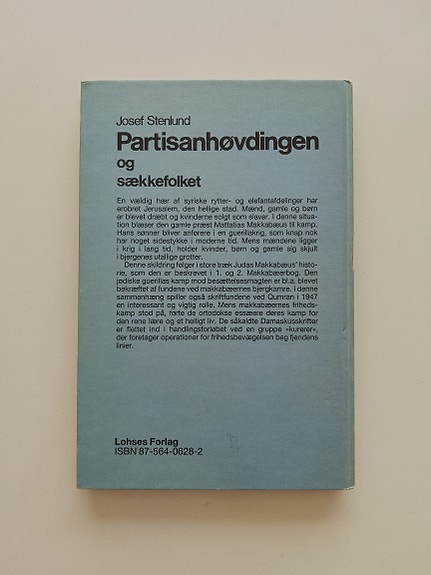 Josef Stenlund
Partisanhøvdingen
og
sækkefolket
En vældig hær af syriske rytter- og elefantafdelinger har
erobret Jerusalem, den hellige stad. Mænd, gamle og børn
er blevet dræbt og kvinderne solgt som slaver. I denne situa-
tion blæser den gamle præst Mattatias Makkabæus til kamp.
Hans sønner bliver anførere i en guerillakrig, som knap nok
har noget sidestykke i moderne tid. Mens mændene ligger
i krig i lang tid, holder kvinder, børn og gamle sig skjult
i bjergenes utallige grotter.
Denne skildring følger i store træk Judas Makkabæus' histo-
rie, som den er beskrevet i 1. og 2. Makkabæerbog. Den
jødiske guerillas kamp mod besættelsesmagten er bl.a. blevet
bekræftet af fundene ved makkabæernes bjergkamre. I denne
sammenhæng spiller også skriftfundene ved Qumran i 1947
en interessant og vigtig rolle. Mens makkabæernes friheds-
kamp stod på, førte de ortodokse essæere deres kamp for
den rene lære og et helligt liv. De såkaldte Damaskusskrifter
er flettet ind i handlingsforløbet ved en gruppe »kurerer«,
der foretager operationer for frihedsbevægelsen bag fjendens
linier.
Lohses Forlag
ISBN 87-564-0628-2